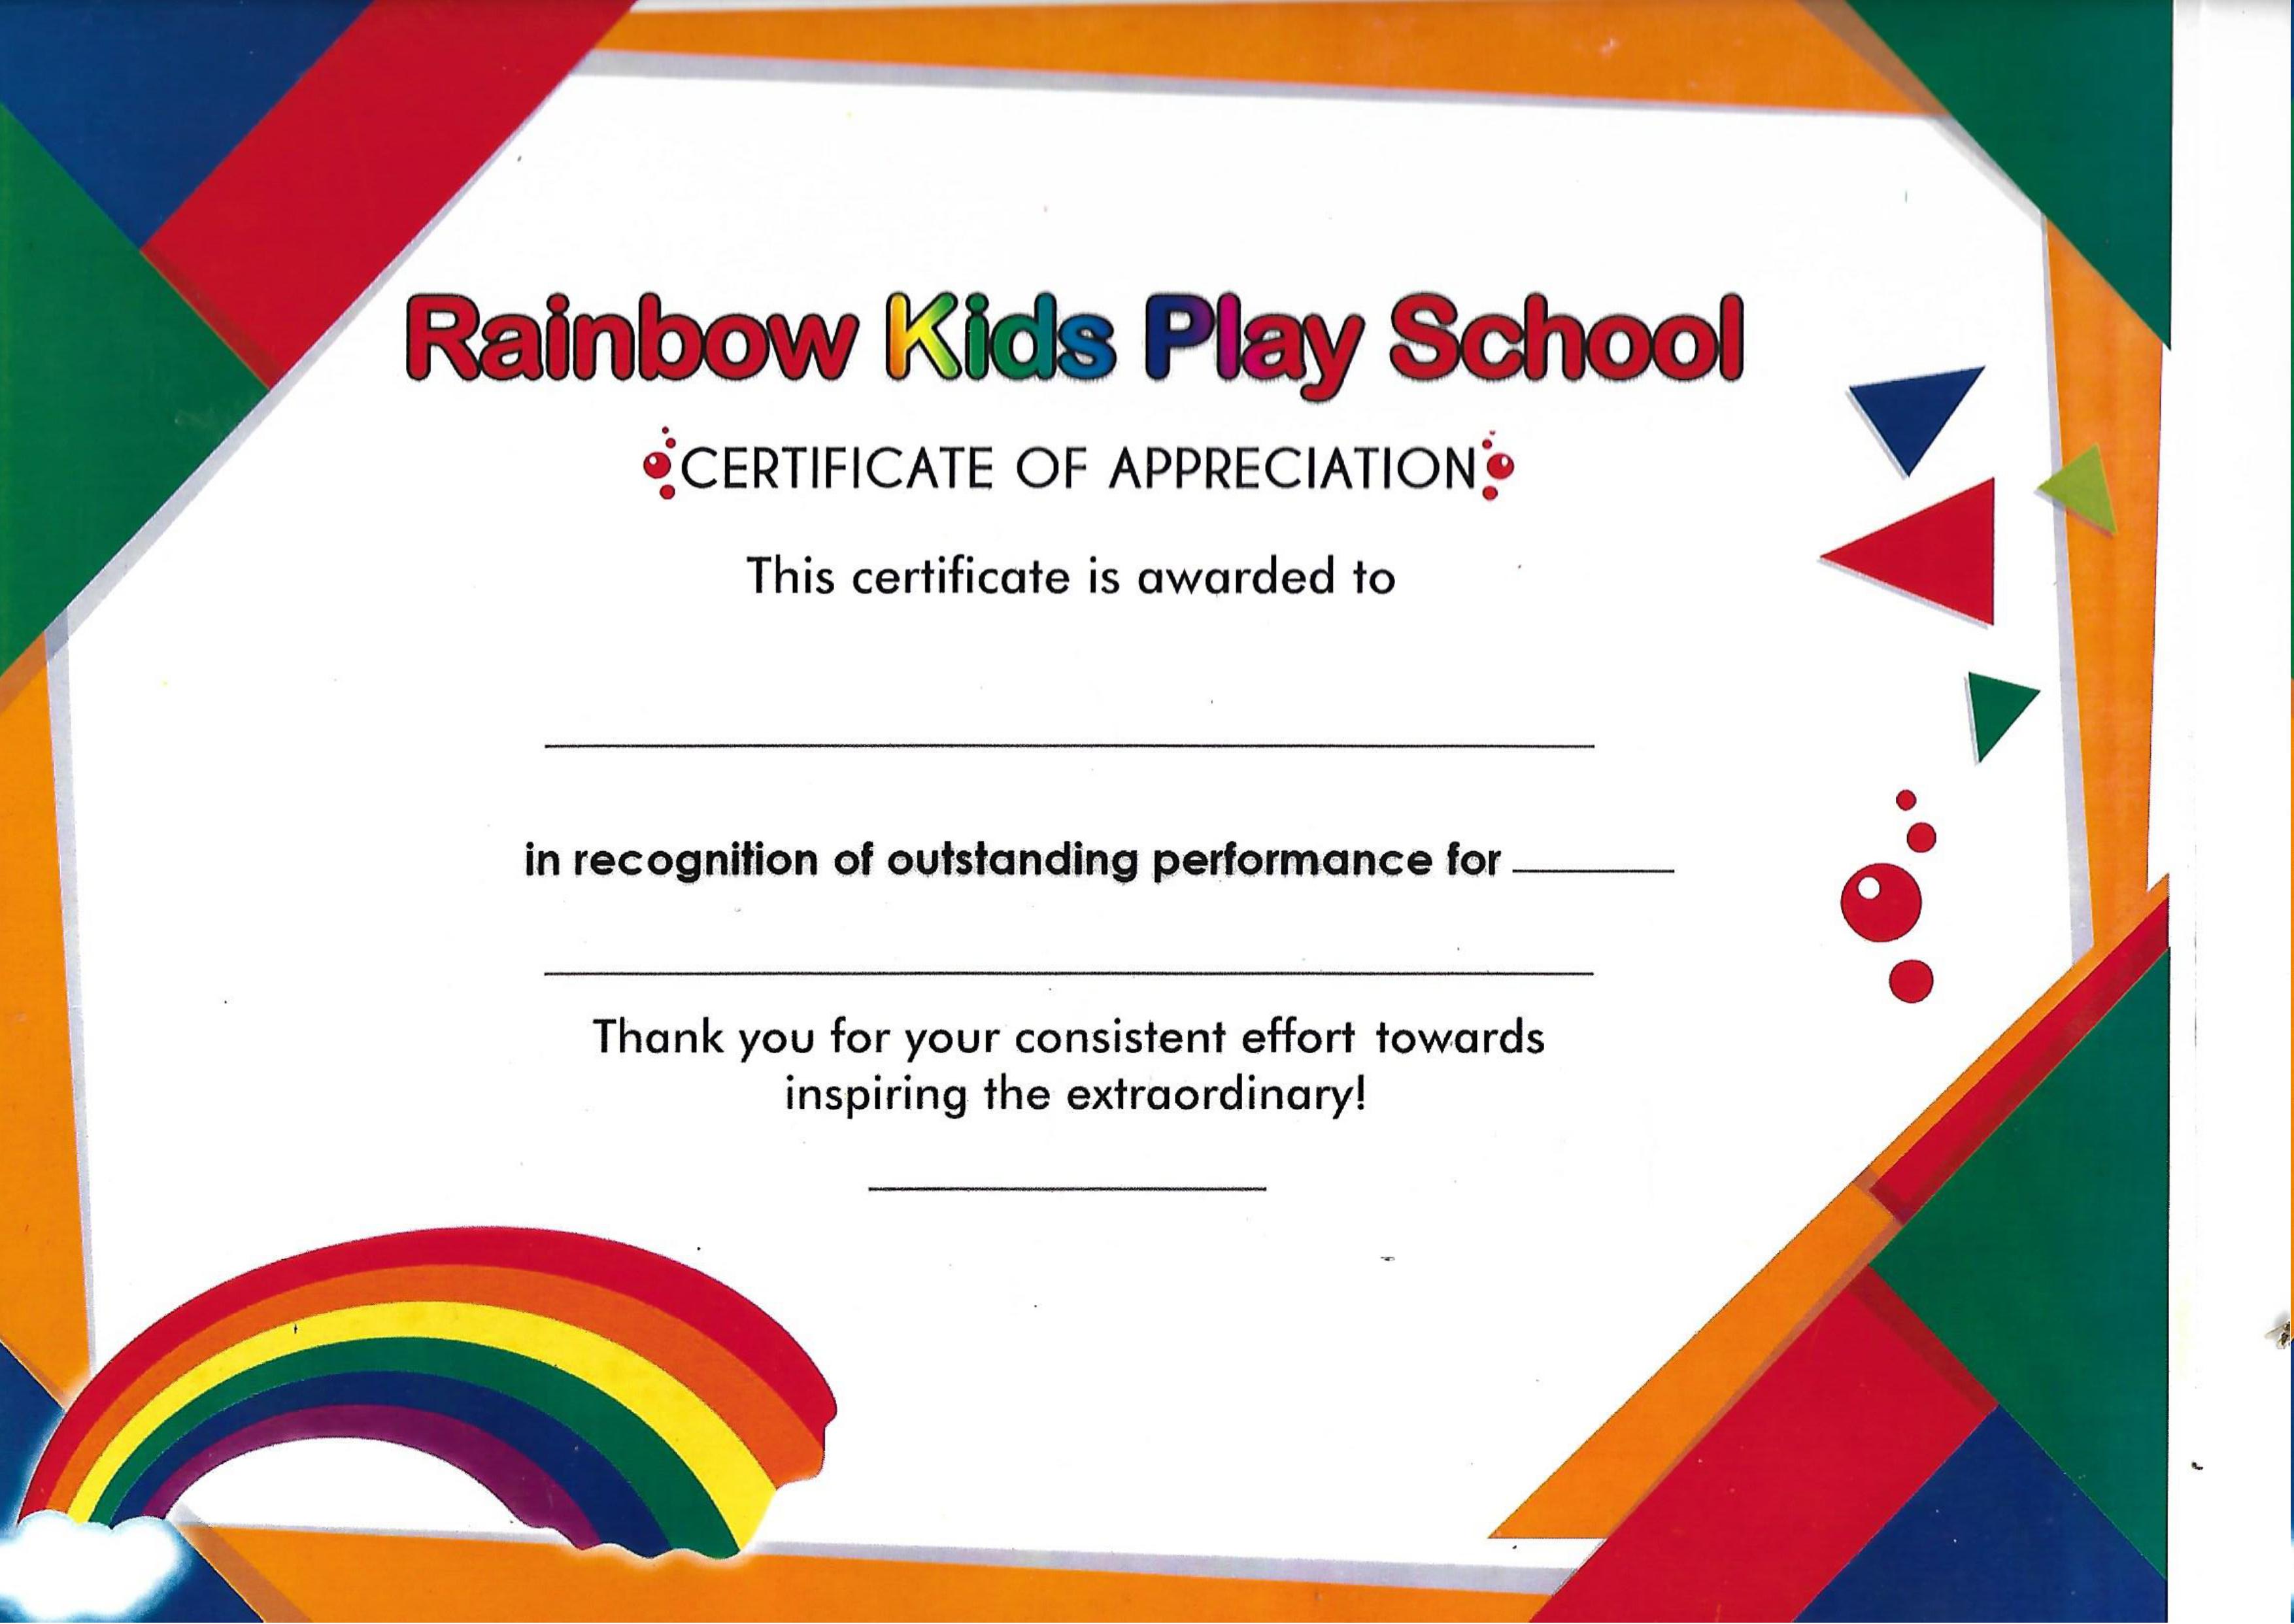 Rainbow Kids Play School
CERTIFICATE OF APPRECIATION
This certificate is awarded to
in recognition of outstanding performance for
Thank you for your consistent effort towards
inspiring the extraordinary!